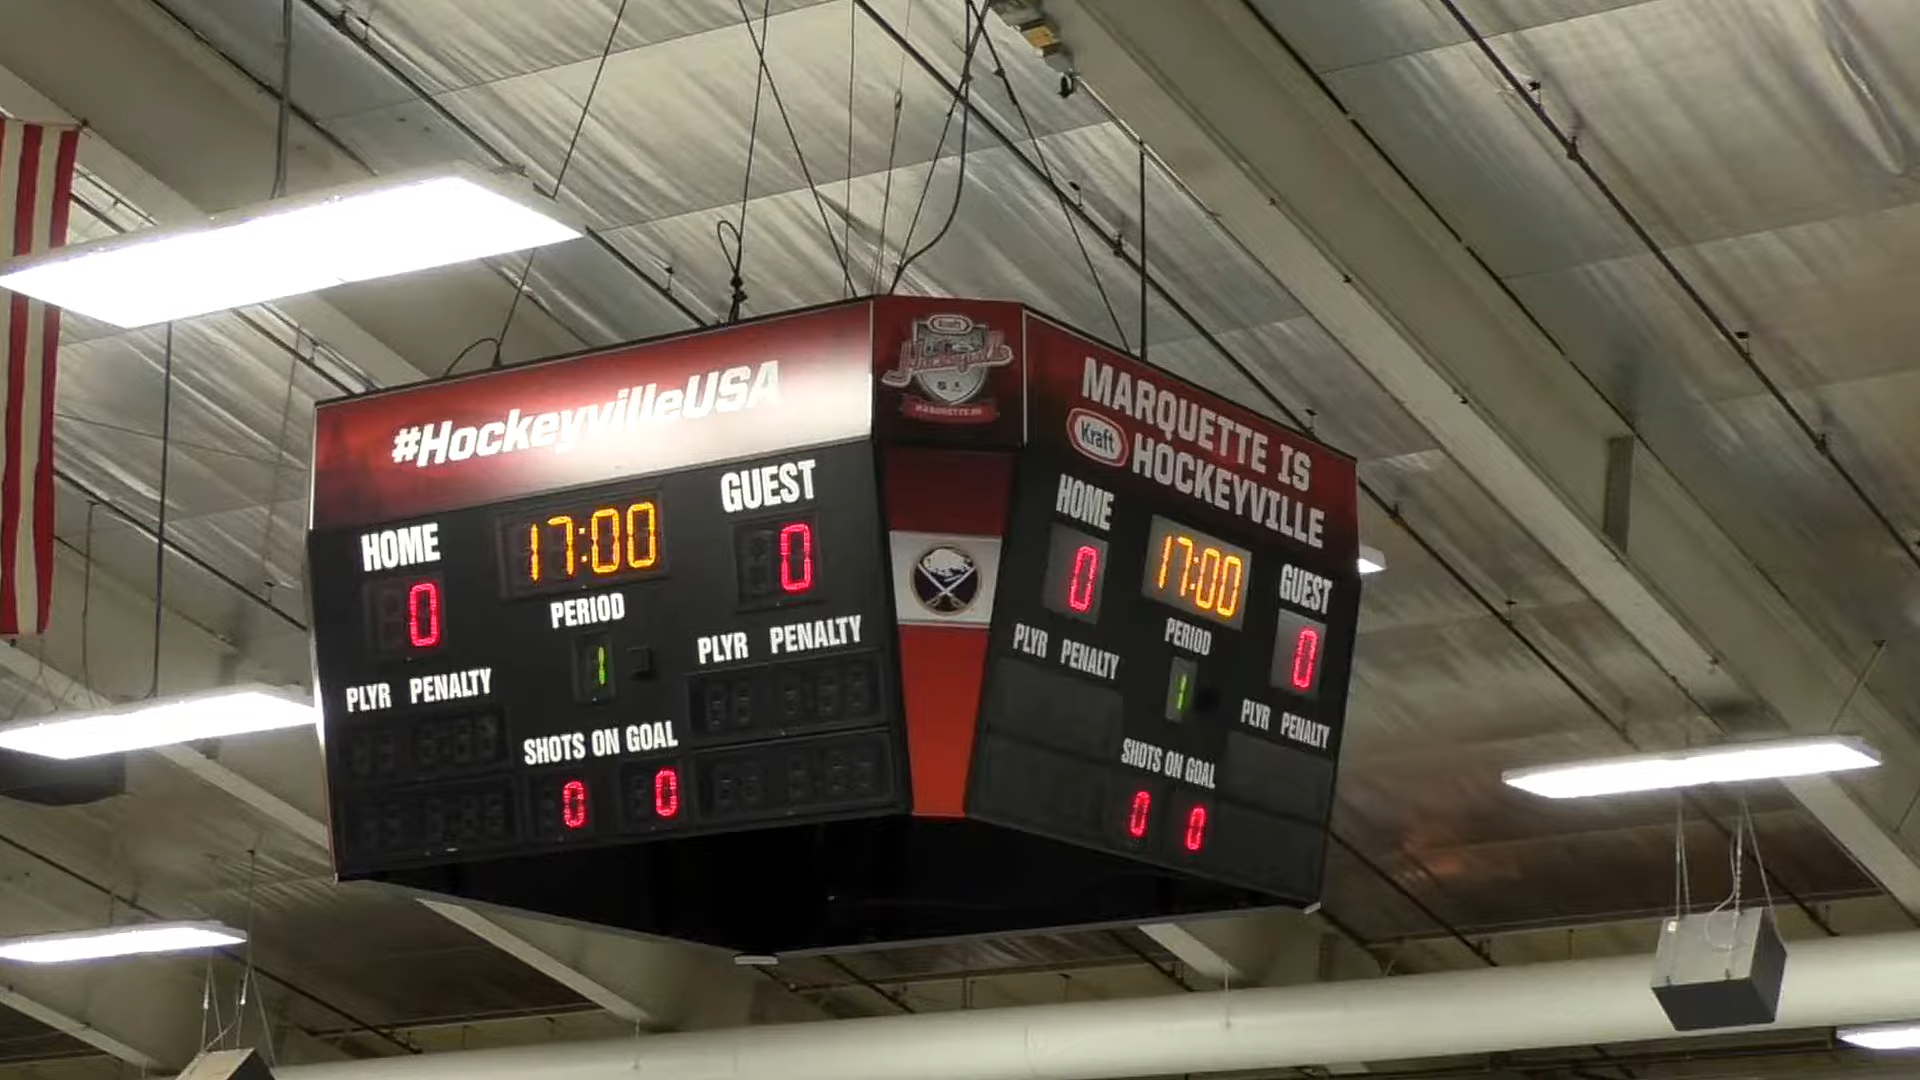 #HockeyvilleUSA
HOME
17:00
GUEST
0
0
PERIOD
1
PLYR PENALTY
PLYR PENALTY
SHOTS ON GOAL
0 0
Kraft
Hockeyville
MARQUETTE IS
Kraft HOCKEYVILLE
HOME
17:00
GUEST
0
0
PERIOD
1
PLYR PENALTY
PLYR PENALTY
SHOTS ON GOAL
0 0